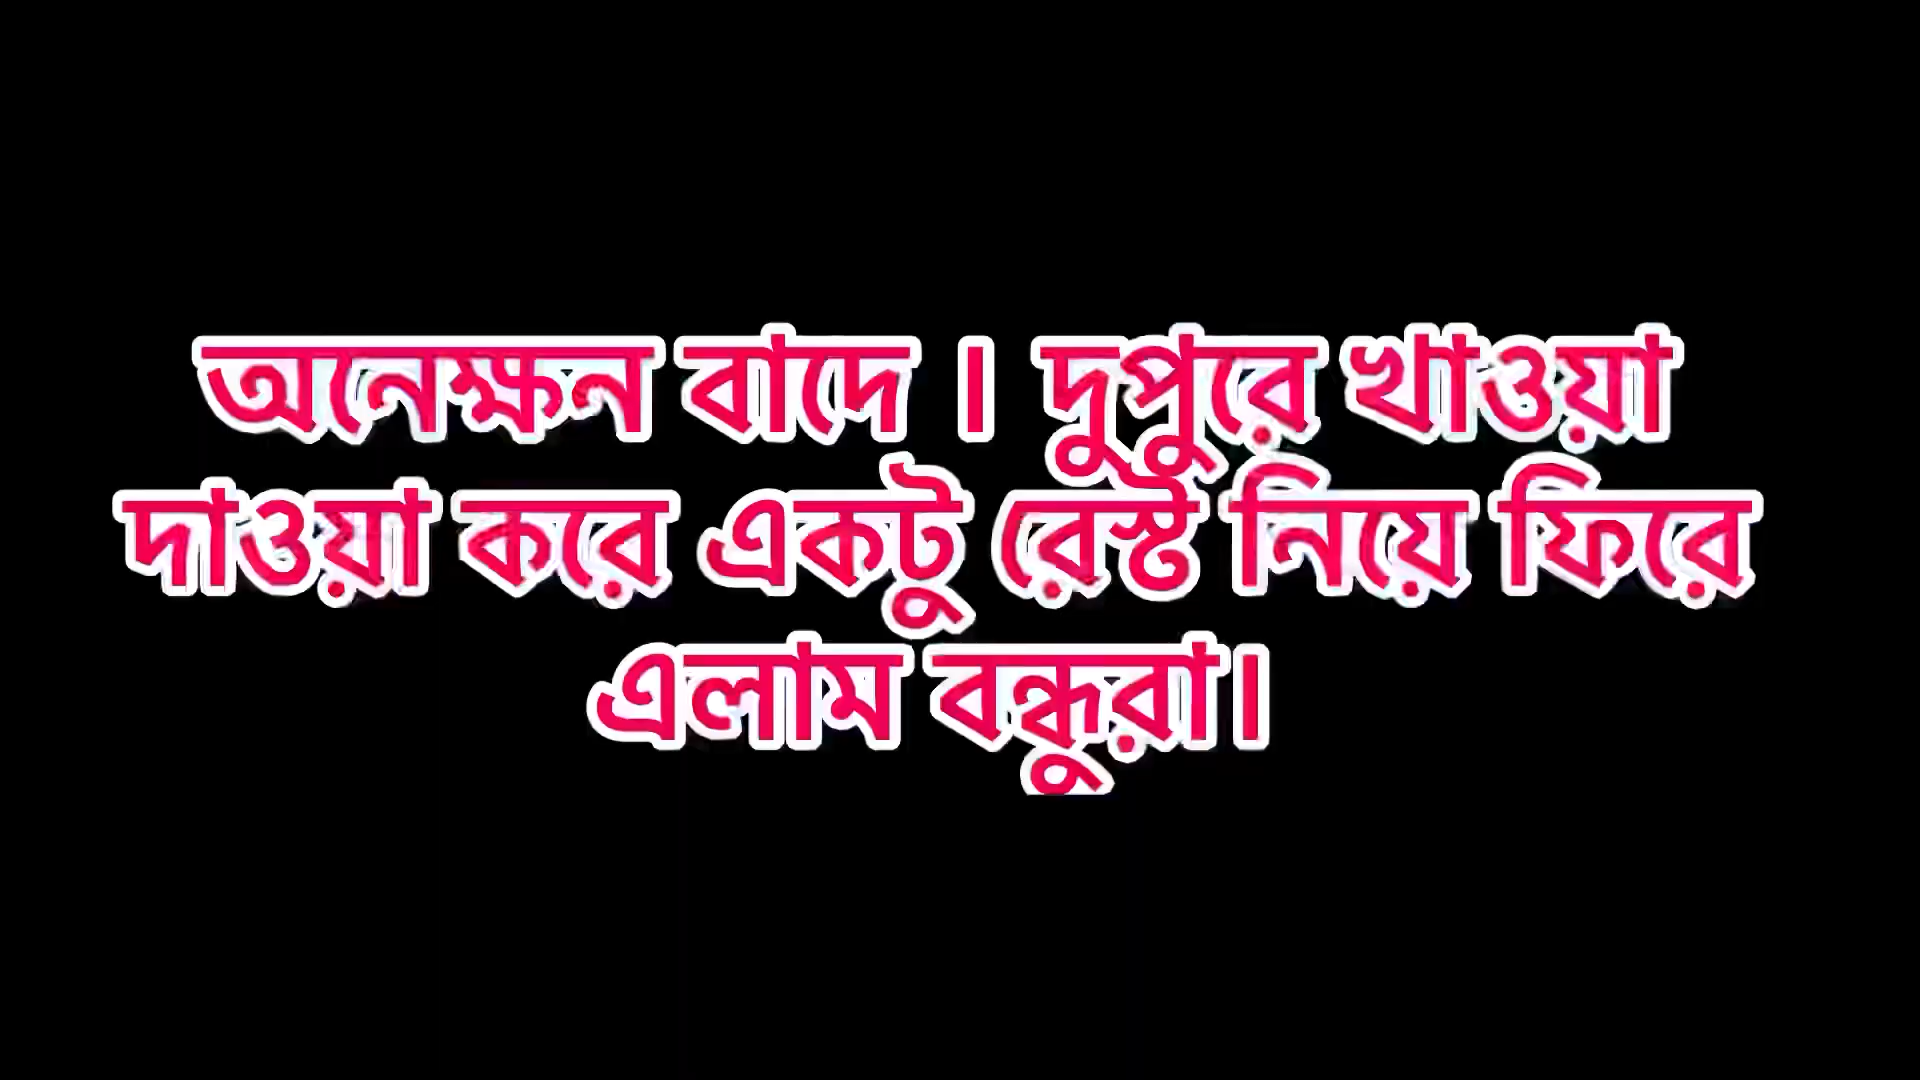 অনেক্ষন বাদে । দুপুরে খাওয়া
দাওয়া করে একটু রেস্ট নিয়ে ফিরে
এলাম বন্ধুরা।